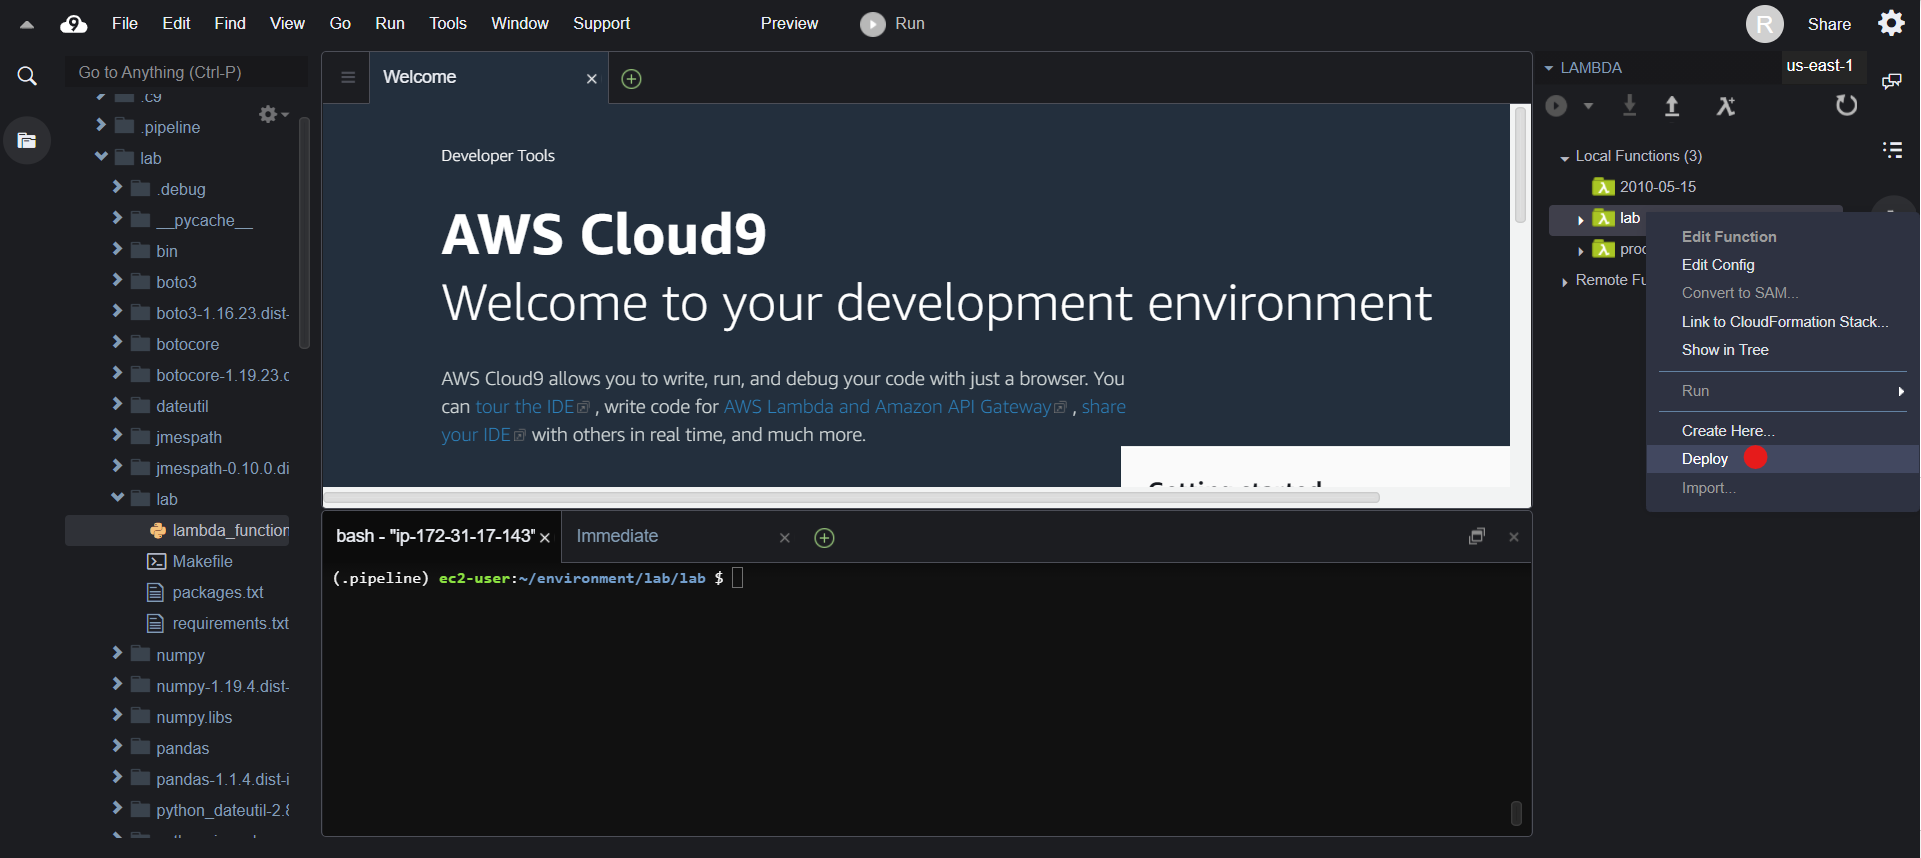 File Edit Find View Go Run Tools Window Support Preview Run R Share
Go to Anything (Ctrl-P)
.c9
.pipeline
lab
.debug
__pycache__
bin
boto3
boto3-1.16.23.dist-
botocore
botocore-1.19.23.c
dateutil
jmespath
jmespath-0.10.0.di
lab
lambda_function
Makefile
packages.txt
requirements.txt
numpy
numpy-1.19.4.dist-
numpy.libs
pandas
pandas-1.1.4.dist-i
python_dateutil-2.8
Welcome
Developer Tools
AWS Cloud9
Welcome to your development environment
AWS Cloud9 allows you to write, run, and debug your code with just a browser. You
can tour the IDE , write code for AWS Lambda and Amazon API Gateway , share
your IDE with others in real time, and much more.
Getting started
bash - "ip-172-31-17-143" Immediate
(.pipeline) ec2-user:~/environment/lab/lab $
LAMBDA us-east-1
Local Functions (3)
2010-05-15
lab
proc
Remote Fu
Edit Function
Edit Config
Convert to SAM...
Link to CloudFormation Stack...
Show in Tree
Run
Create Here...
Deploy
Import...